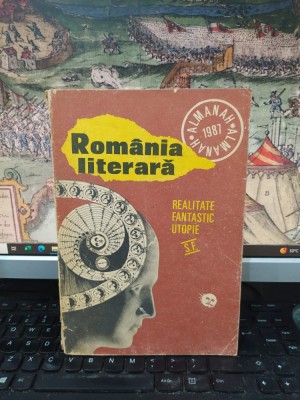 ALMANAH * ALMANAH *
1987
România
literară
REALITATE
FANTASTIC
UTOPIE
S.F.